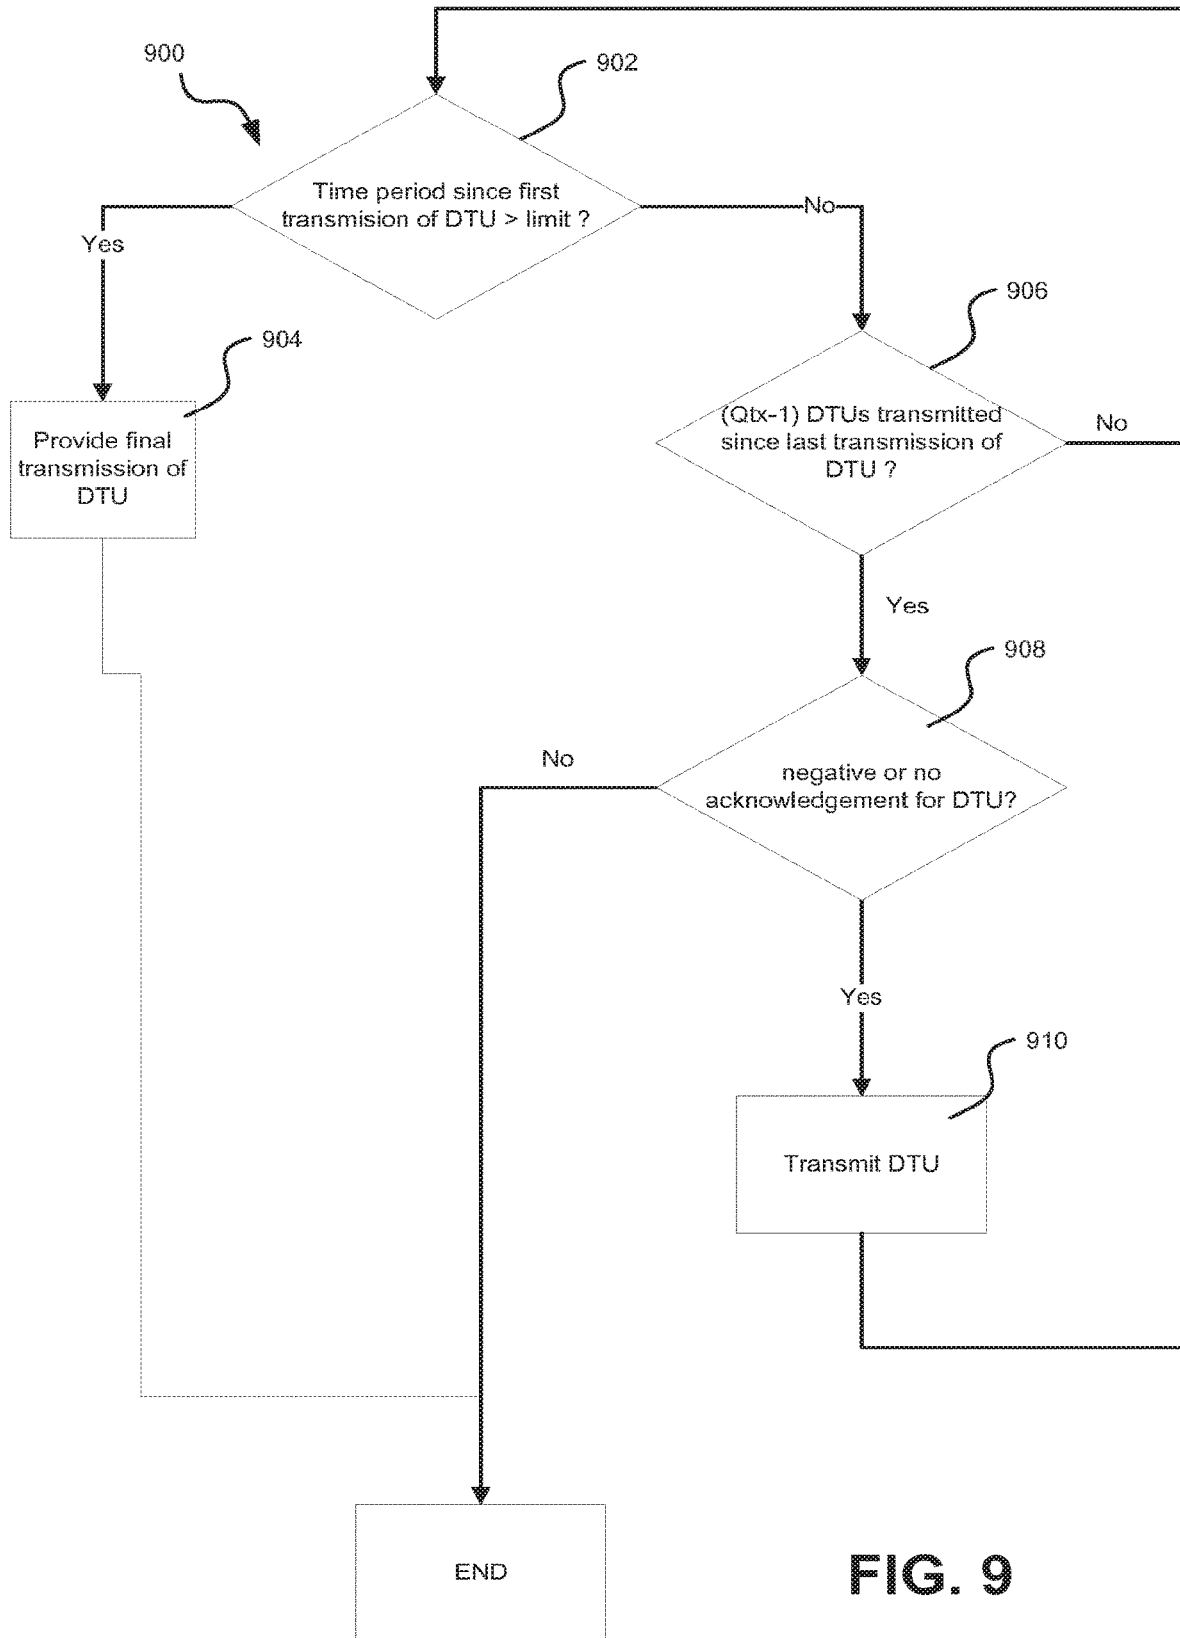 900
902
Time period since first
transmision of DTU > limit ?
Yes
No
906
904
Provide final
transmission of
DTU
(Qtx-1) DTUs transmitted
since last transmission of
DTU ?
No
Yes
908
No
negative or no
acknowledgement for DTU?
Yes
910
Transmit DTU
END
FIG. 9